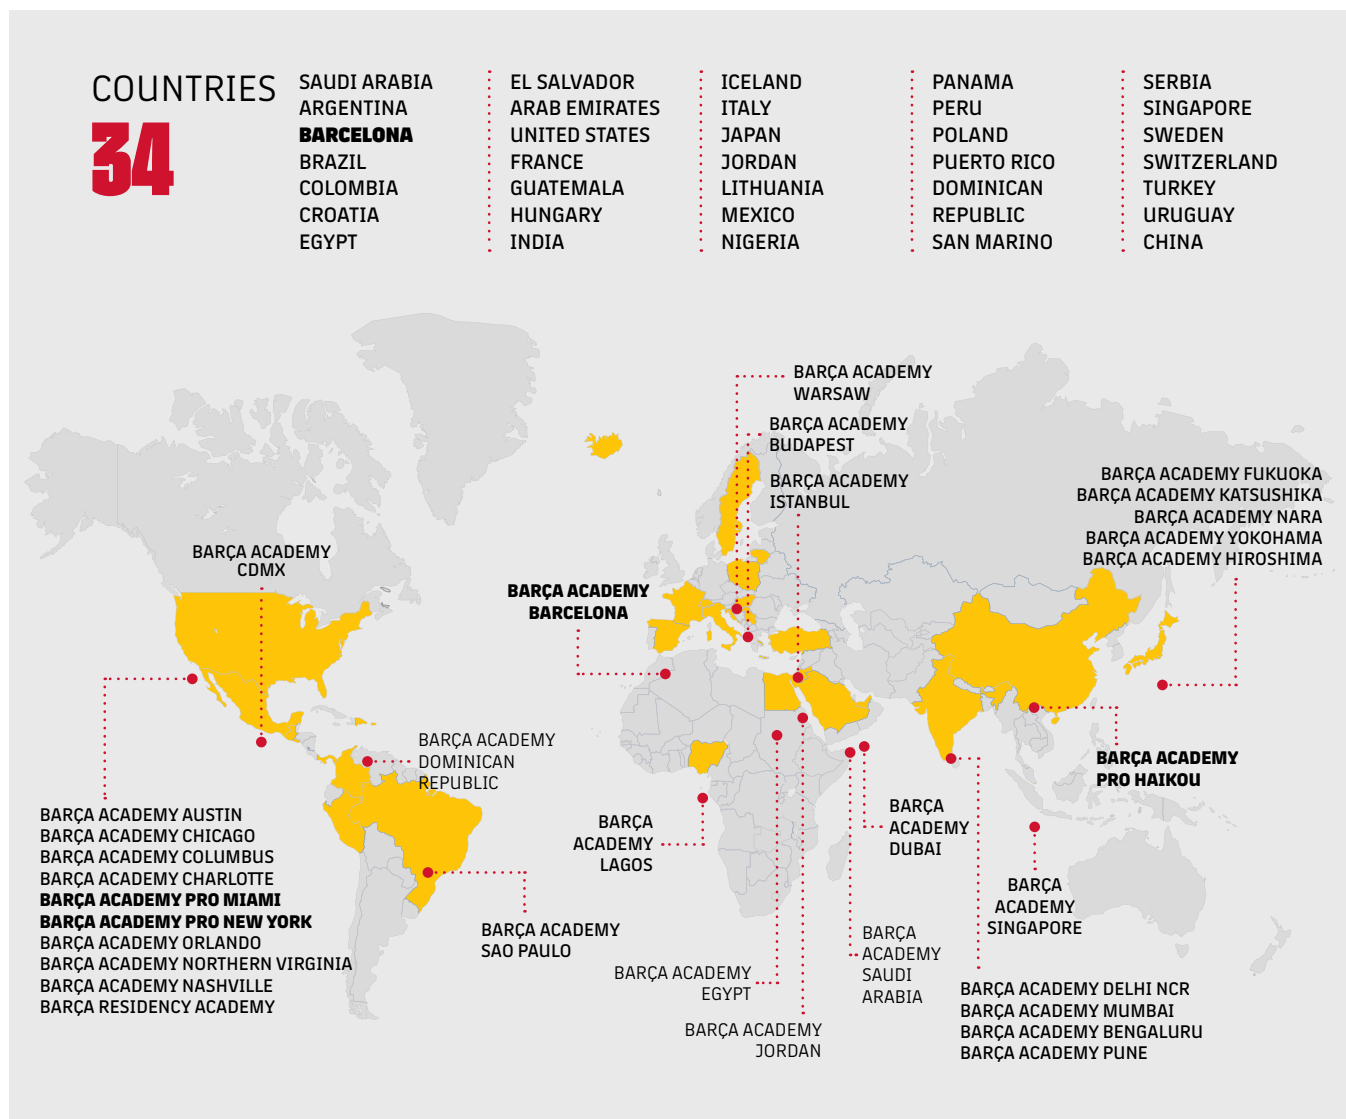 COUNTRIES
34
SAUDI ARABIA
ARGENTINA
BARCELONA
BRAZIL
COLOMBIA
CROATIA
EGYPT
EL SALVADOR
ARAB EMIRATES
UNITED STATES
FRANCE
GUATEMALA
HUNGARY
INDIA
ICELAND
ITALY
JAPAN
JORDAN
LITHUANIA
MEXICO
NIGERIA
PANAMA
PERU
POLAND
PUERTO RICO
DOMINICAN
REPUBLIC
SAN MARINO
SERBIA
SINGAPORE
SWEDEN
SWITZERLAND
TURKEY
URUGUAY
CHINA
BARÇA ACADEMY
WARSAW
BARÇA ACADEMY
BUDAPEST
BARÇA ACADEMY
ISTANBUL
BARÇA ACADEMY FUKUOKA
BARÇA ACADEMY KATSUSHIKA
BARÇA ACADEMY NARA
BARÇA ACADEMY YOKOHAMA
BARÇA ACADEMY HIROSHIMA
BARÇA ACADEMY
CDMX
BARÇA ACADEMY
BARCELONA
BARÇA ACADEMY
DOMINICAN
REPUBLIC
BARÇA ACADEMY
PRO HAIKOU
BARÇA ACADEMY AUSTIN
BARÇA ACADEMY CHICAGO
BARÇA ACADEMY COLUMBUS
BARÇA ACADEMY CHARLOTTE
BARÇA ACADEMY PRO MIAMI
BARÇA ACADEMY PRO NEW YORK
BARÇA ACADEMY ORLANDO
BARÇA ACADEMY NORTHERN VIRGINIA
BARÇA ACADEMY NASHVILLE
BARÇA RESIDENCY ACADEMY
BARÇA
ACADEMY
LAGOS
BARÇA
ACADEMY
DUBAI
BARÇA
ACADEMY
SINGAPORE
BARÇA ACADEMY
SAO PAULO
BARÇA
ACADEMY
SAUDI
ARABIA
BARÇA ACADEMY
EGYPT
BARÇA ACADEMY
JORDAN
BARÇA ACADEMY DELHI NCR
BARÇA ACADEMY MUMBAI
BARÇA ACADEMY BENGALURU
BARÇA ACADEMY PUNE